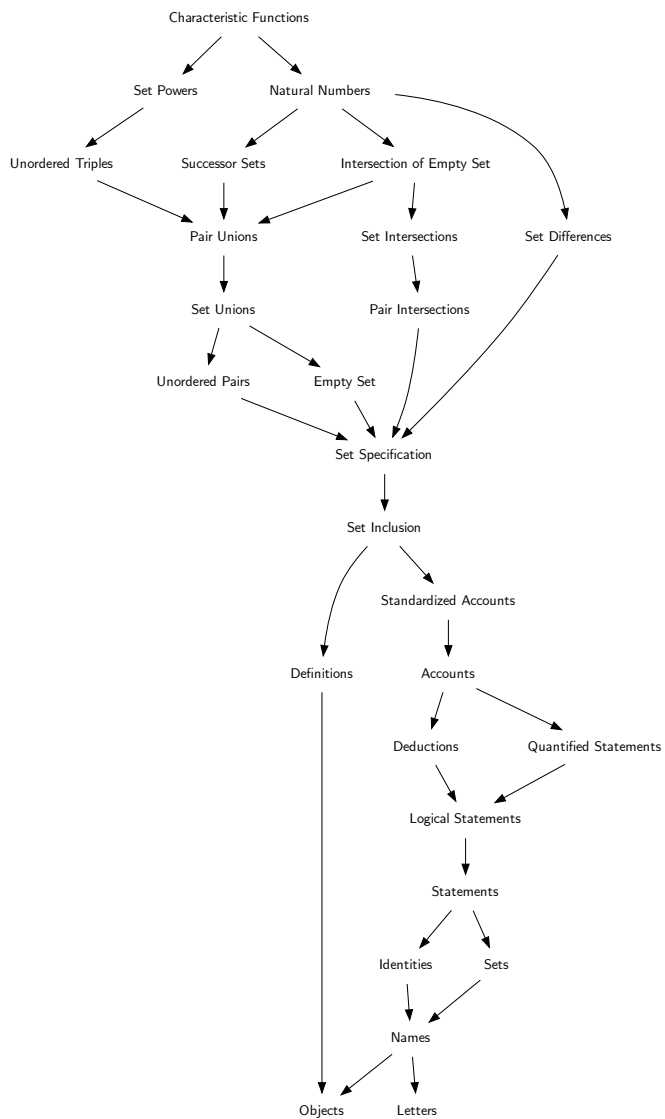 Characteristic Functions
Set Powers
Natural Numbers
Unordered Triples
Successor Sets
Intersection of Empty Set
Pair Unions
Set Intersections
Set Differences
Set Unions
Pair Intersections
Unordered Pairs
Empty Set
Set Specification
Set Inclusion
Standardized Accounts
Definitions
Accounts
Deductions
Quantified Statements
Logical Statements
Statements
Identities
Sets
Names
Objects
Letters